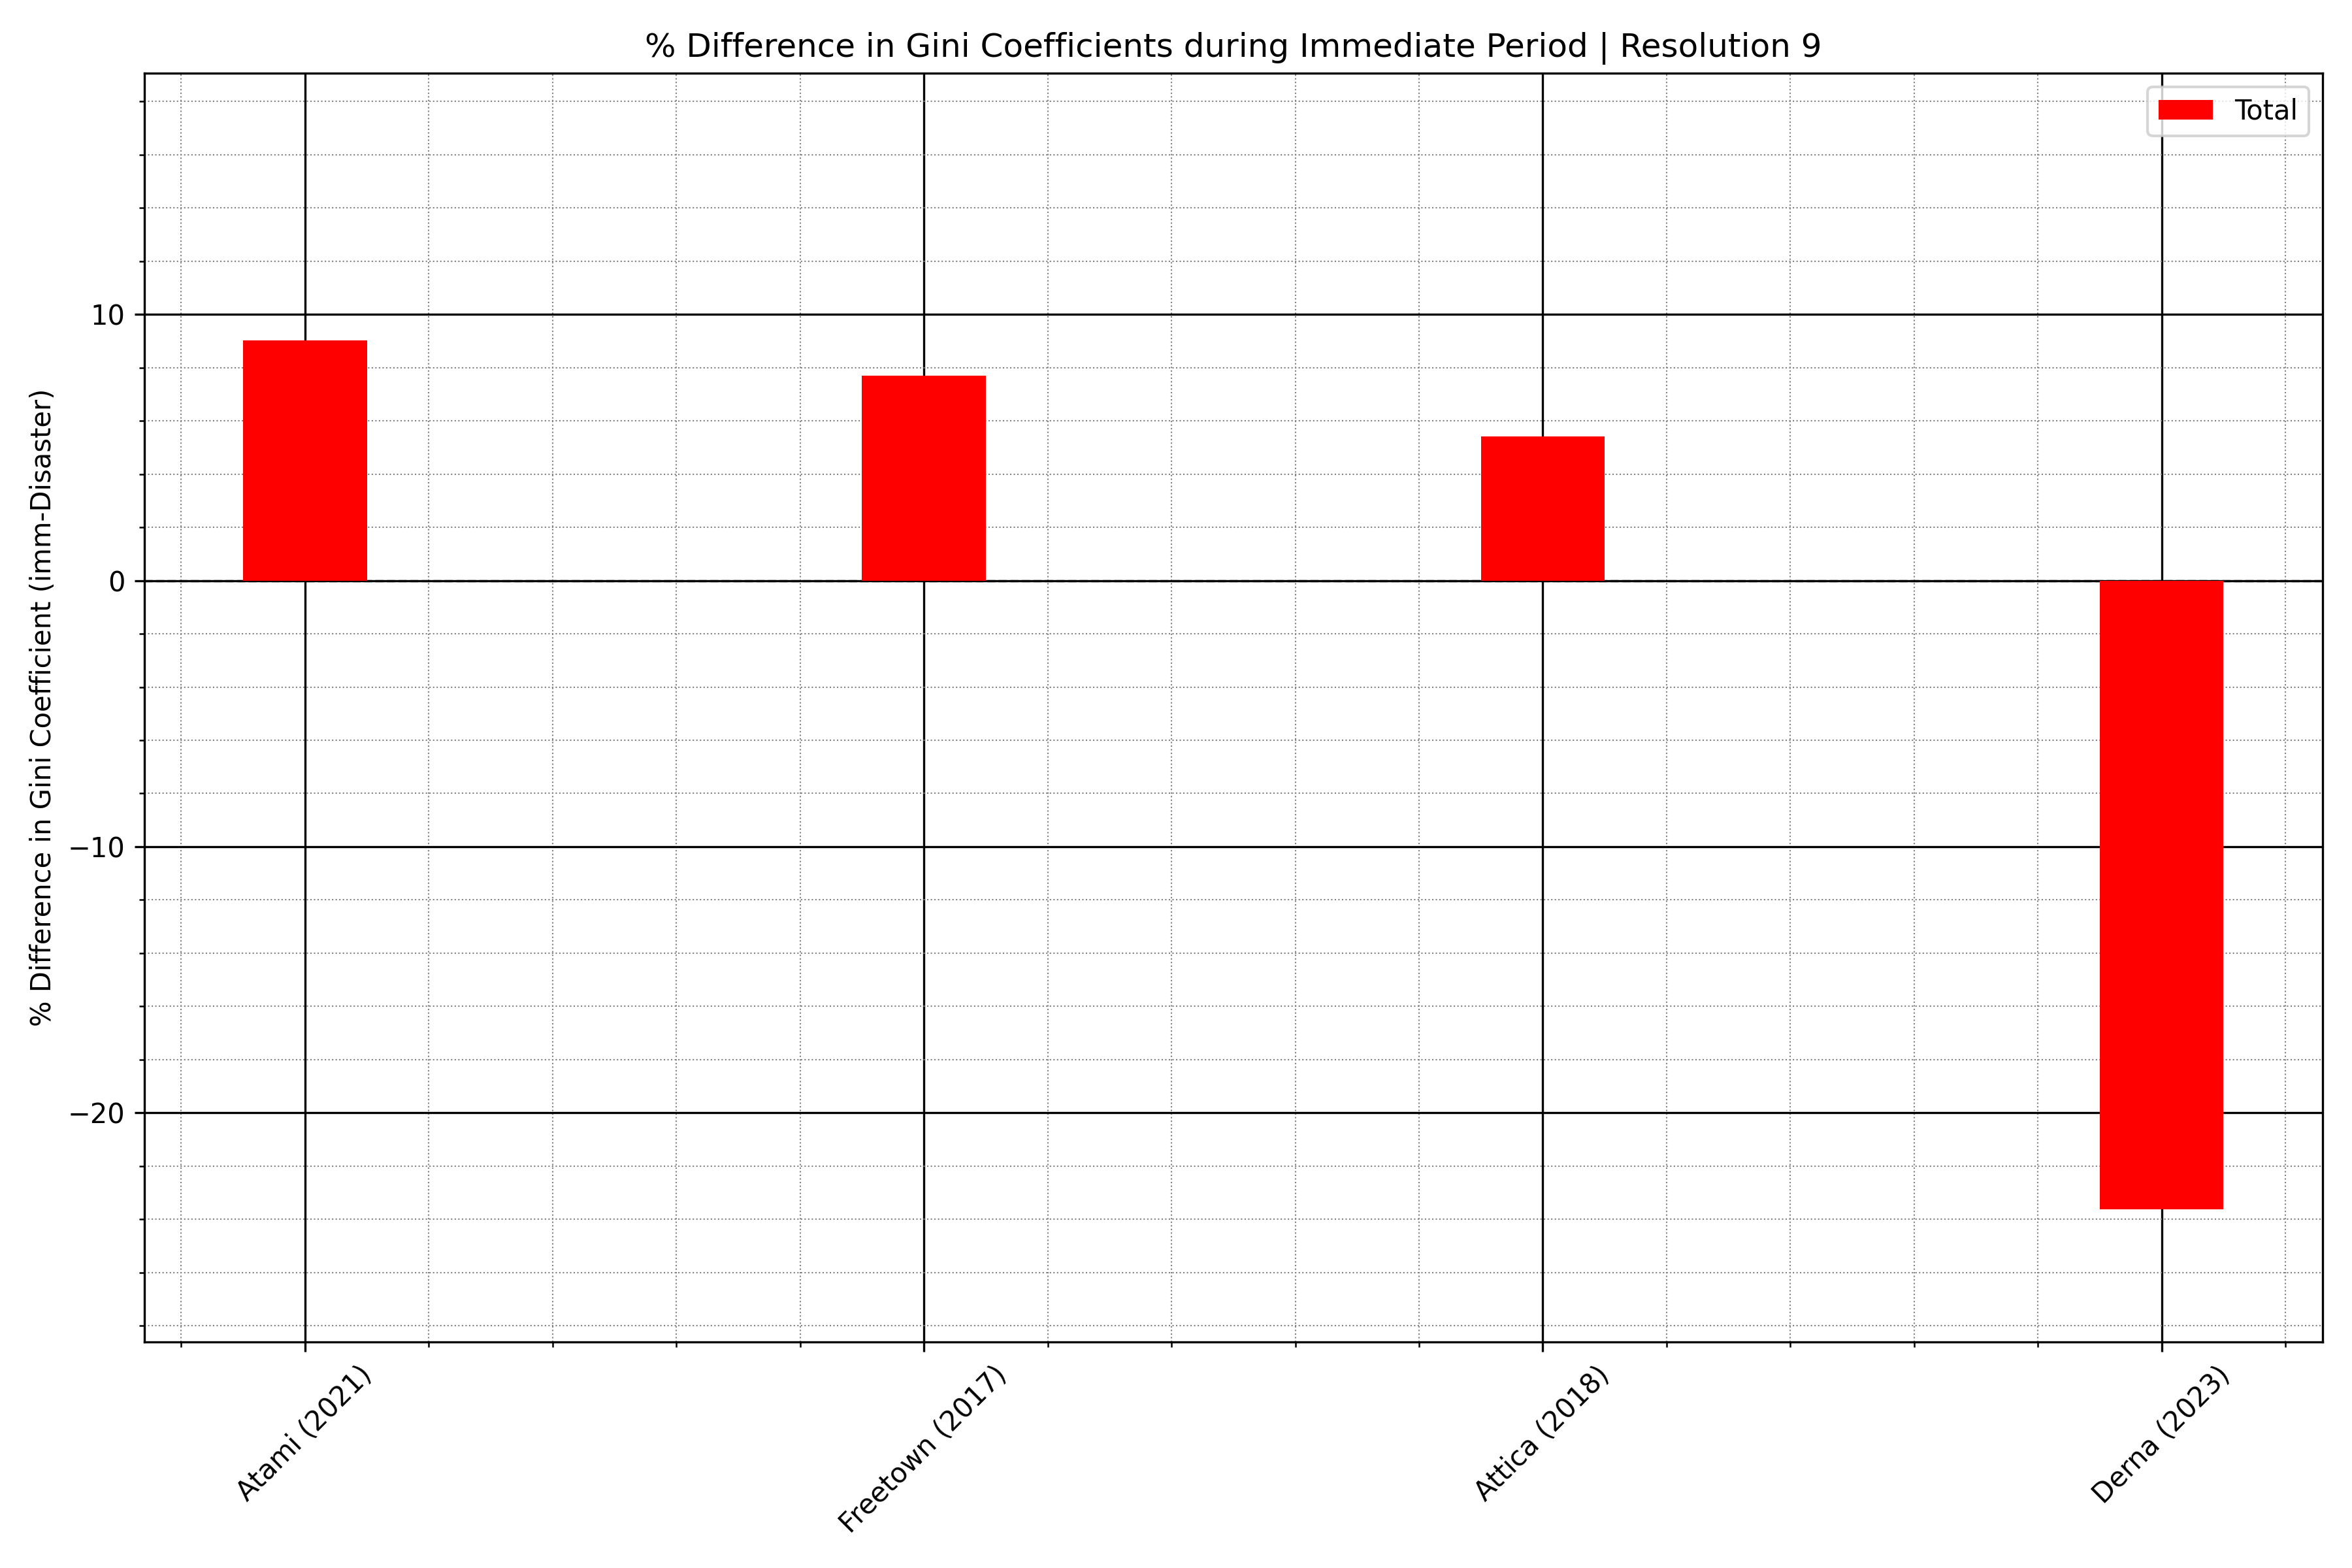 % Difference in Gini Coefficients during Immediate Period | Resolution 9
Total
% Difference in Gini Coefficient (imm-Disaster)
10
0
−10
−20
Atami (2021)
Freetown (2017)
Attica (2018)
Derna (2023)